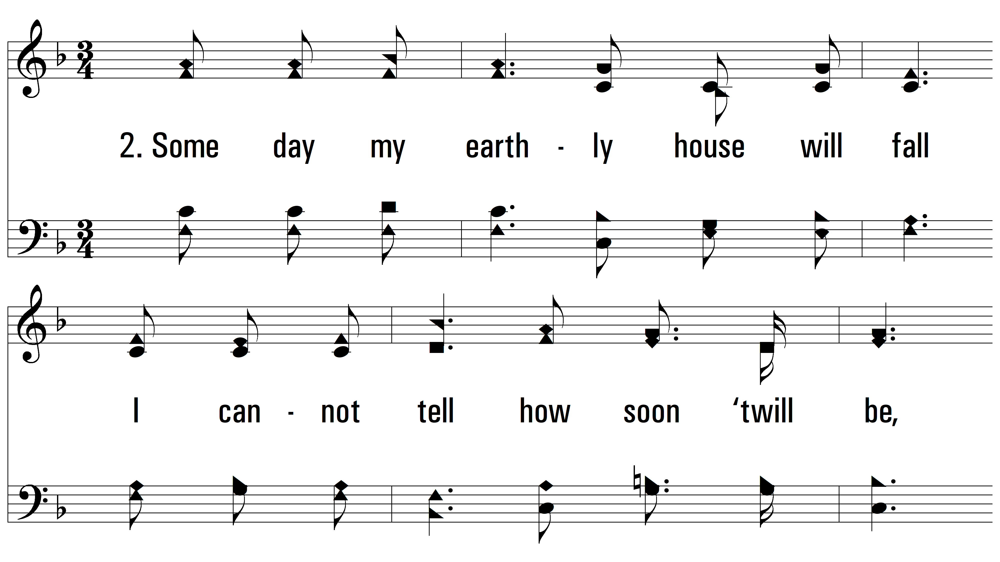 2. Some day my earth - ly house will fall
I can - not tell how soon ‘twill be,